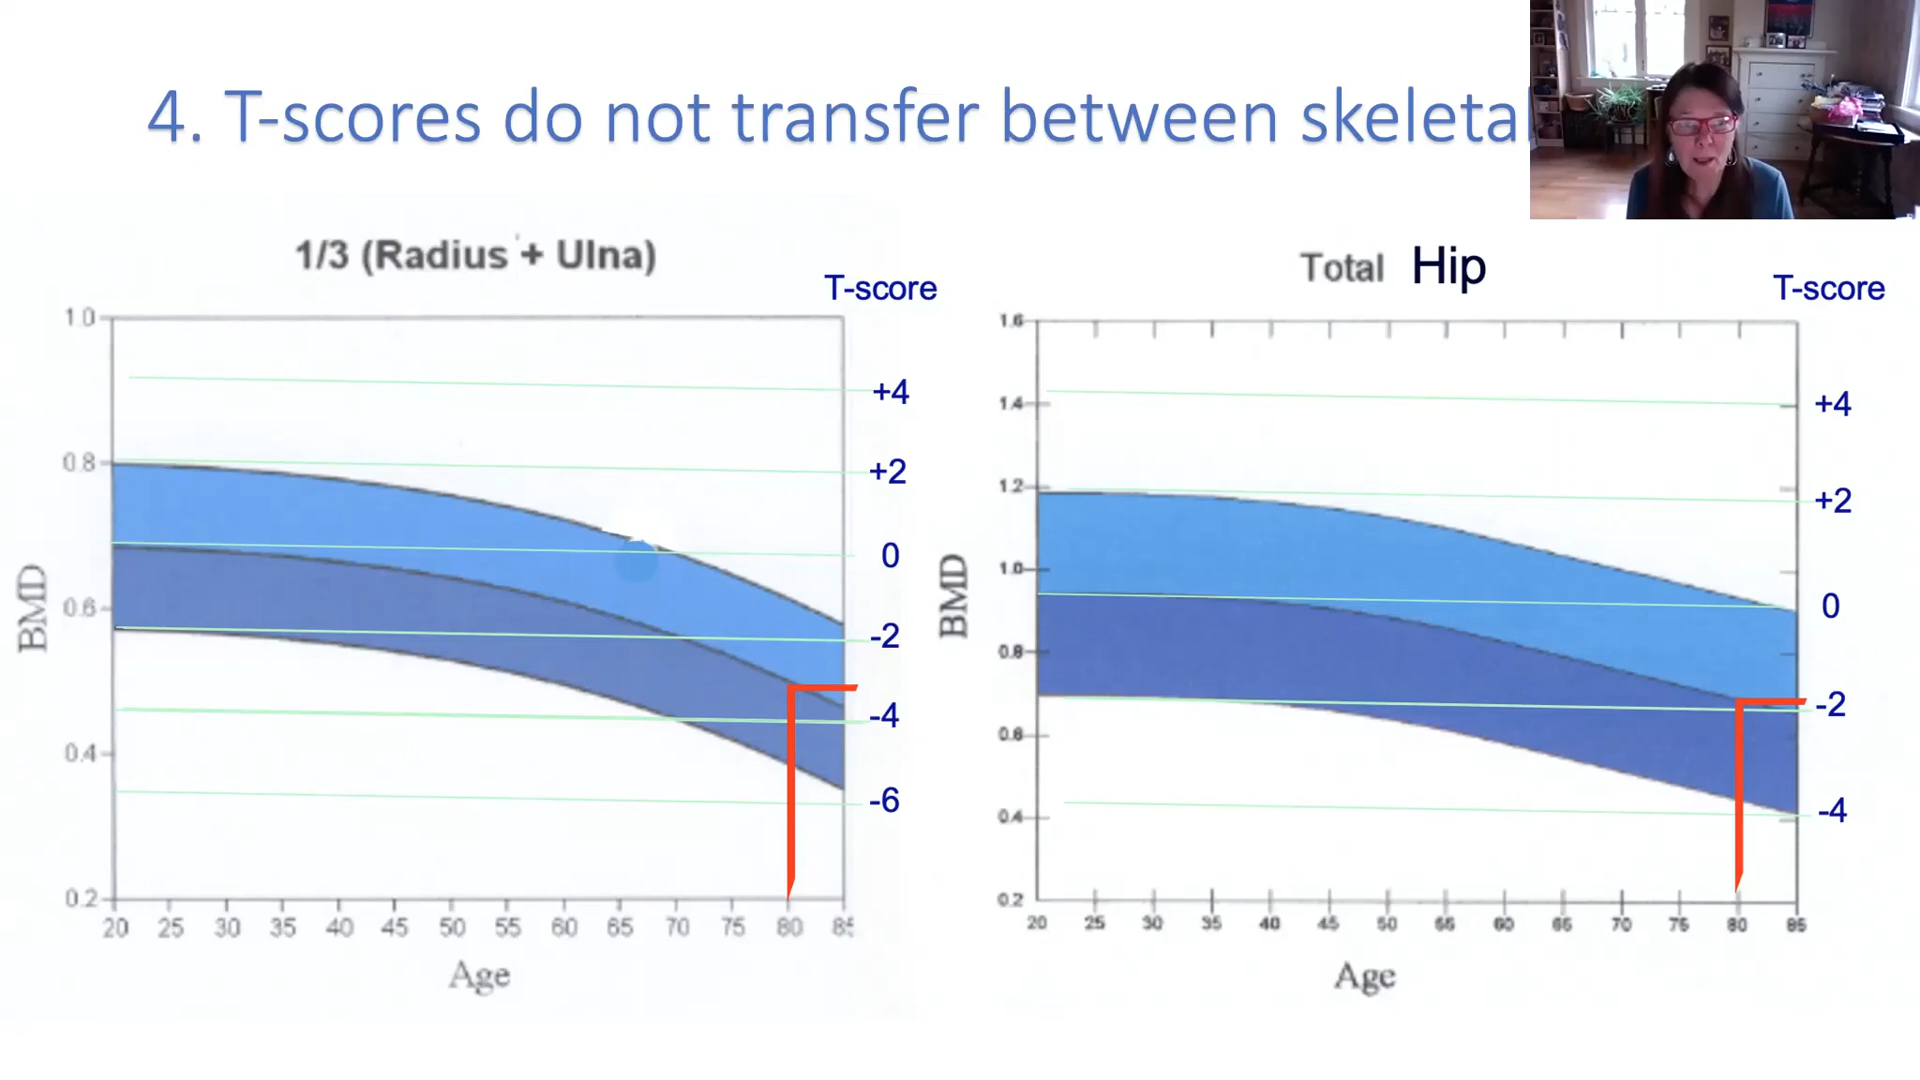 4. T-scores do not transfer between skeleta
1/3 (Radius + Ulna)
T-score
1.0
0.8
0.6
0.4
0.2
BMD
+4
+2
0
-2
-4
-6
20 25 30 35 40 45 50 55 60 65 70 75 80 85
Age
Total Hip
T-score
1.6
1.4
1.2
1.0
0.8
0.6
0.4
0.2
BMD
+4
+2
0
-2
-4
20 25 30 35 40 45 50 55 60 65 70 75 80 85
Age